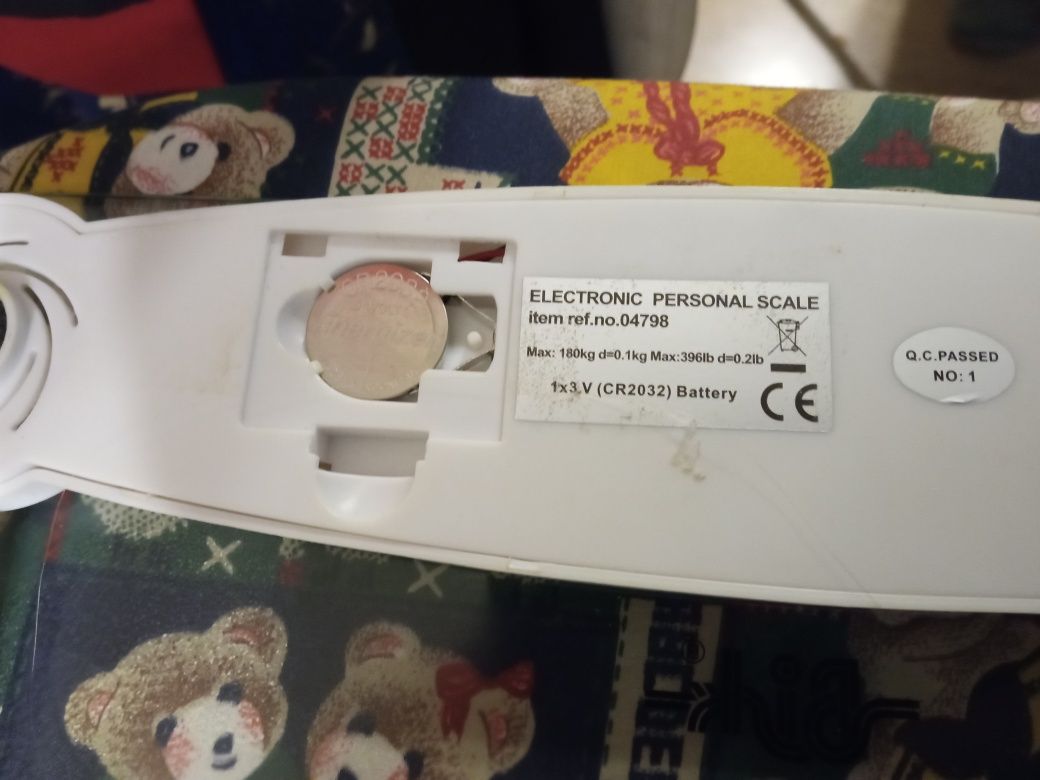 ELECTRONIC PERSONAL SCALE
item ref.no.04798
Max: 180kg d=0.1kg Max:396lb d=0.2lb
1x3 V (CR2032) Battery
CE
Q.C.PASSED
NO: 1